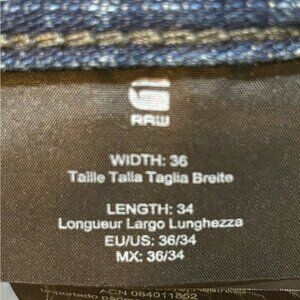 G
RAW
WIDTH: 36
Taille Talla Taglia Breite
LENGTH: 34
Longueur Largo Lunghezza
EU/US: 36/34
MX: 36/34
ACN 084011852